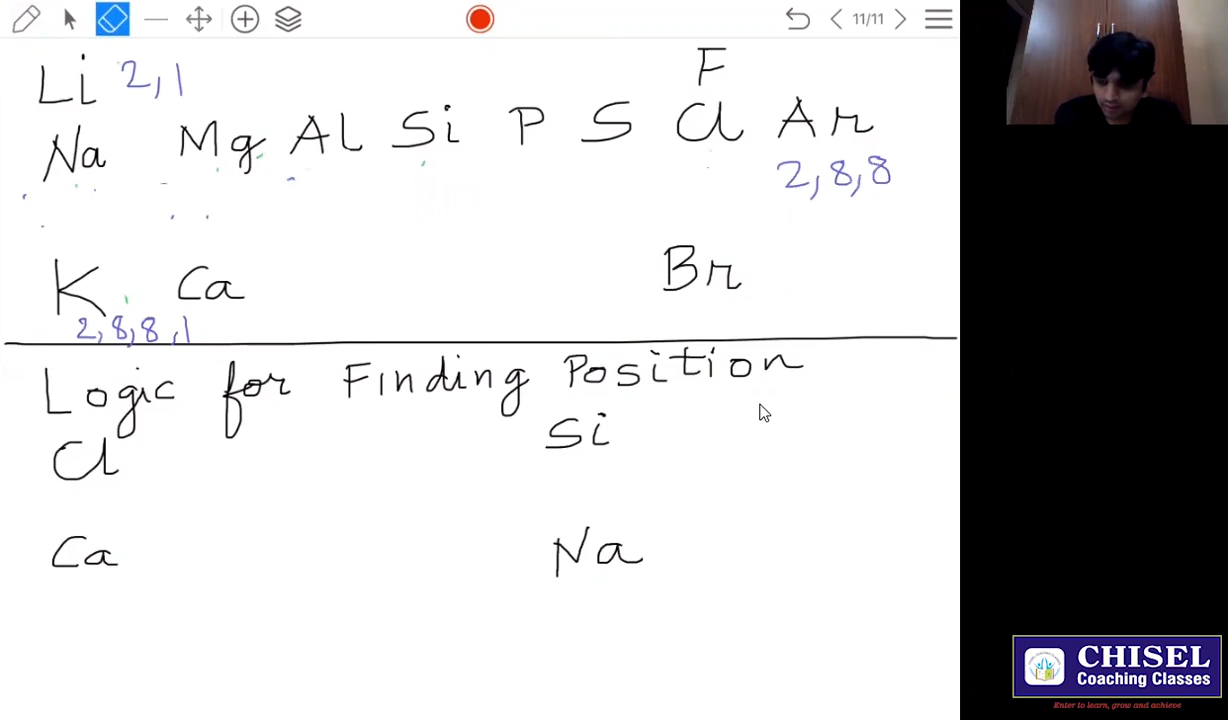 11/11
F
Li 2,1
Na Mg Al Si P S Cl Ar
2,8,8
K Ca Br
2,8,8,1
Logic for Finding Position
Cl Si
Ca Na
CHISEL
Coaching Classes
Enter to learn, grow and achieve